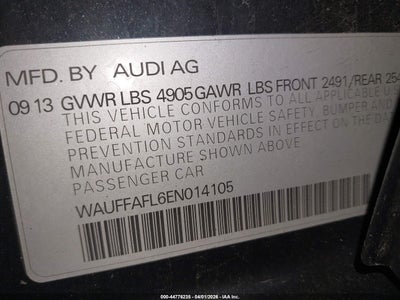 MFD. BY AUDI AG
09 13 GVWR LBS 4905 GAWR LBS FRONT 2491/REAR 254
THIS VEHICLE CONFORMS TO ALL APPLICABLE
FEDERAL MOTOR VEHICLE SAFETY, BUMPER AND
PREVENTION STANDARDS IN EFFECT ON DA
MANUFACTURE SHOWN ABOVE
PASSENGER CAR
WAUFFAFL6EN014105
000-44776235 - 04/01/2026 - IAA Inc.